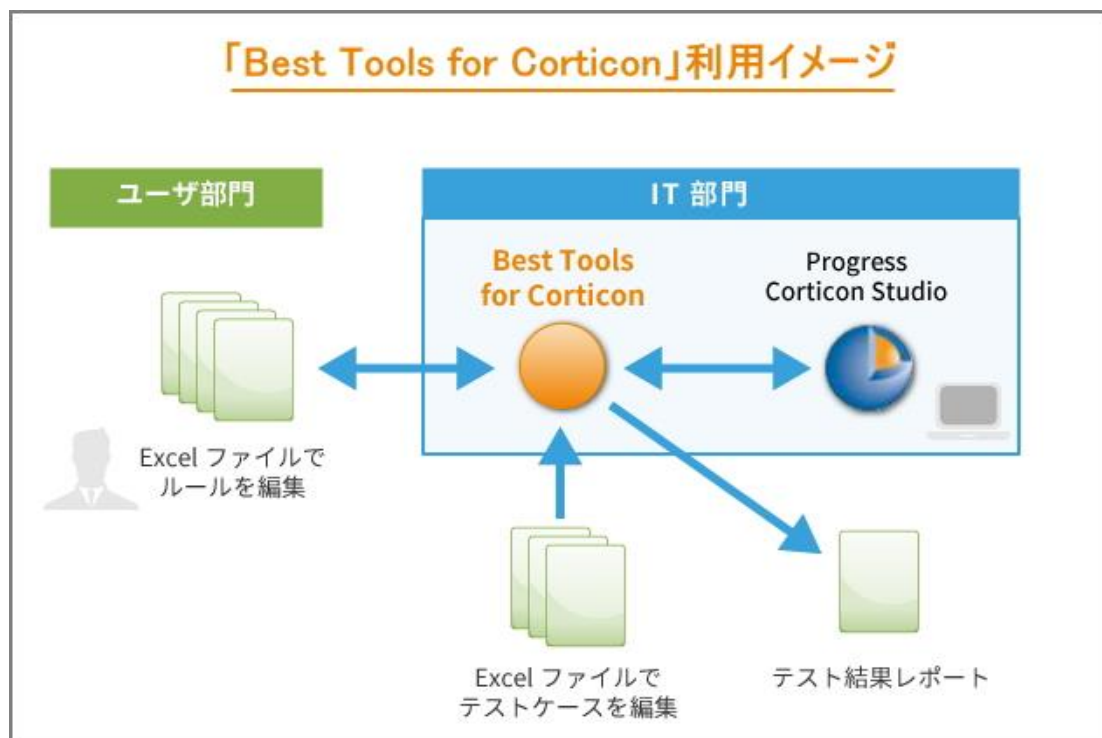 「Best Tools for Corticon」利用イメージ
ユーザ部門
IT 部門
Best Tools
for Corticon
Progress
Corticon Studio
Excel ファイルで
ルールを編集
Excel ファイルで
テストケースを編集
テスト結果レポート